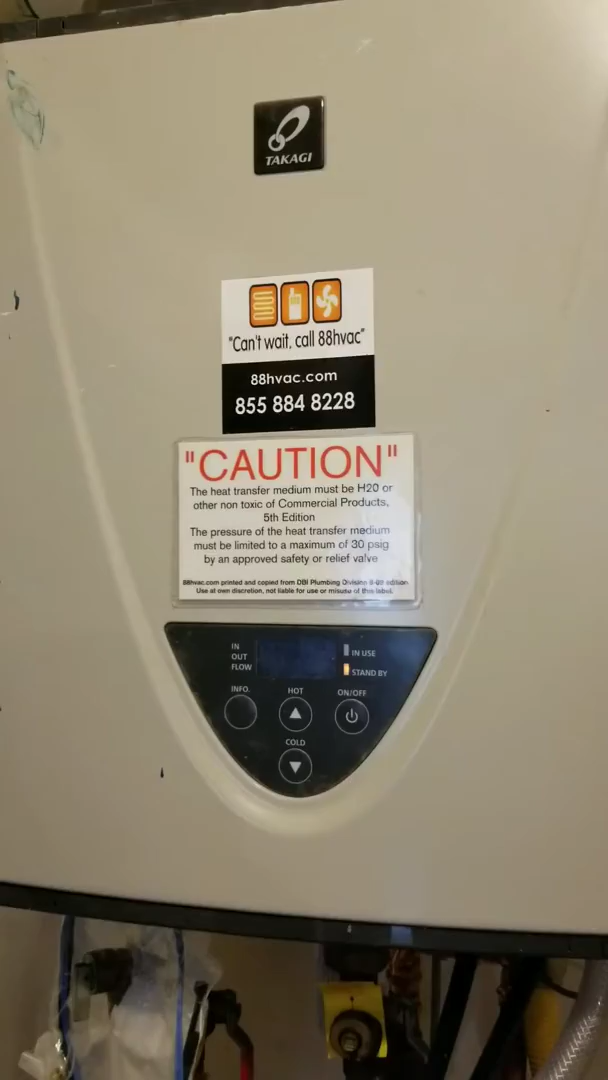 TAKAGI
"Can't wait, call 88hvac"
88hvac.com
855 884 8228
"CAUTION"
The heat transfer medium must be H20 or
other non toxic of Commercial Products,
5th Edition
The pressure of the heat transfer medium
must be limited to a maximum of 30 psig
by an approved safety or relief valve
88hvac.com printed and copied from DBI Plumbing Division 8-09 edition
Use at own discretion, not liable for use or misuse of this label.
IN
OUT
FLOW
IN USE
STAND BY
INFO.
HOT
ON/OFF
COLD